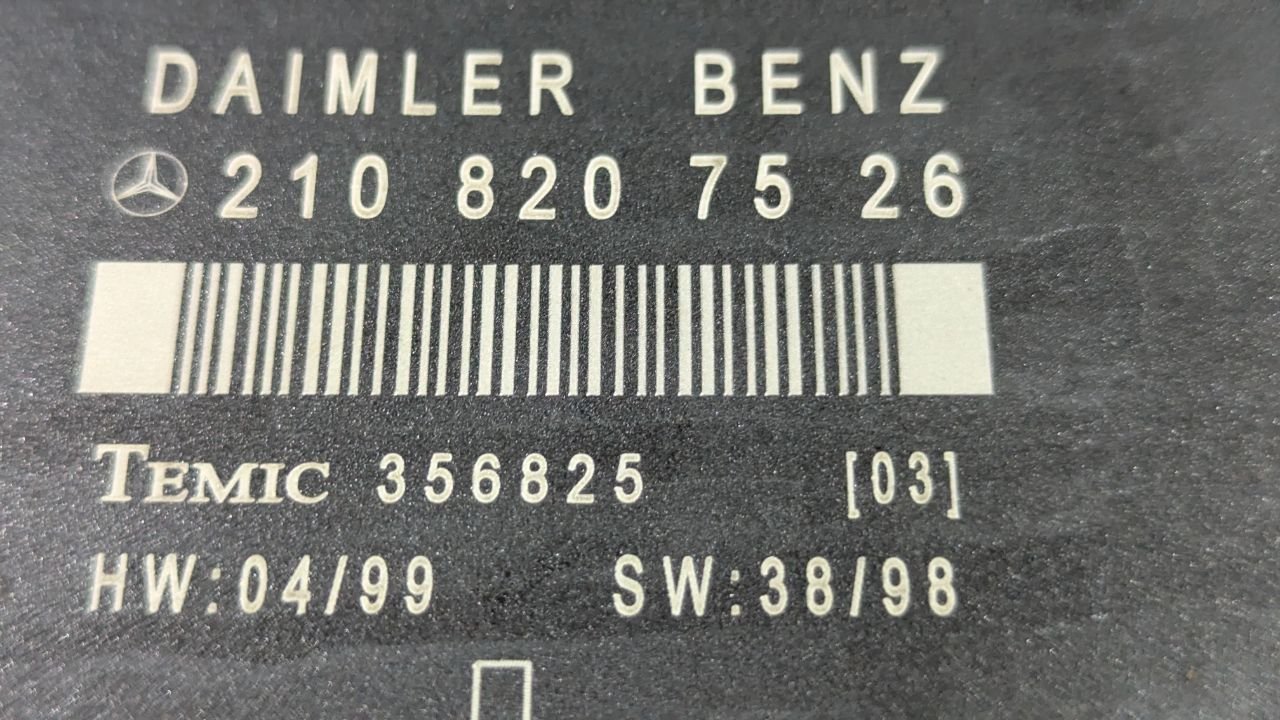 DAIMLER BENZ
210 820 75 26
TEMIC 356825 [03]
HW:04/99 SW:38/98